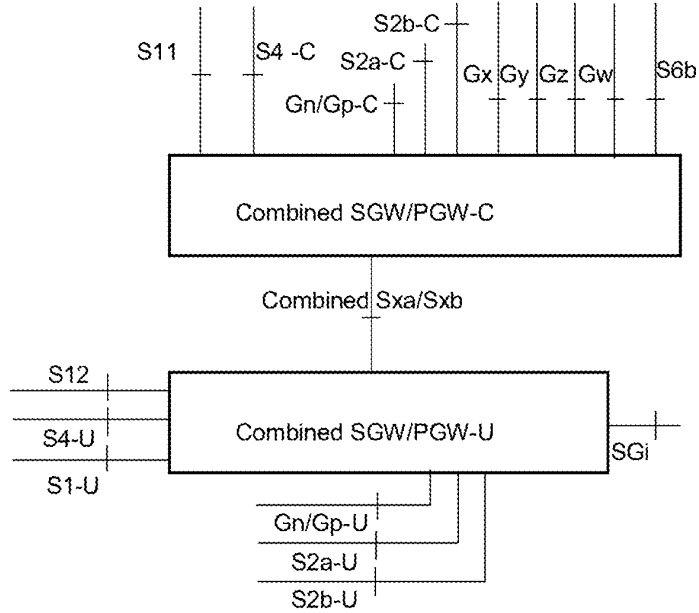 S2b-C
S11
S4 -C
S2a-C
Gx Gy Gz Gw S6b
Gn/Gp-C
Combined SGW/PGW-C
Combined Sxa/Sxb
S12
S4-U
Combined SGW/PGW-U
SGi
S1-U
Gn/Gp-U
S2a-U
S2b-U